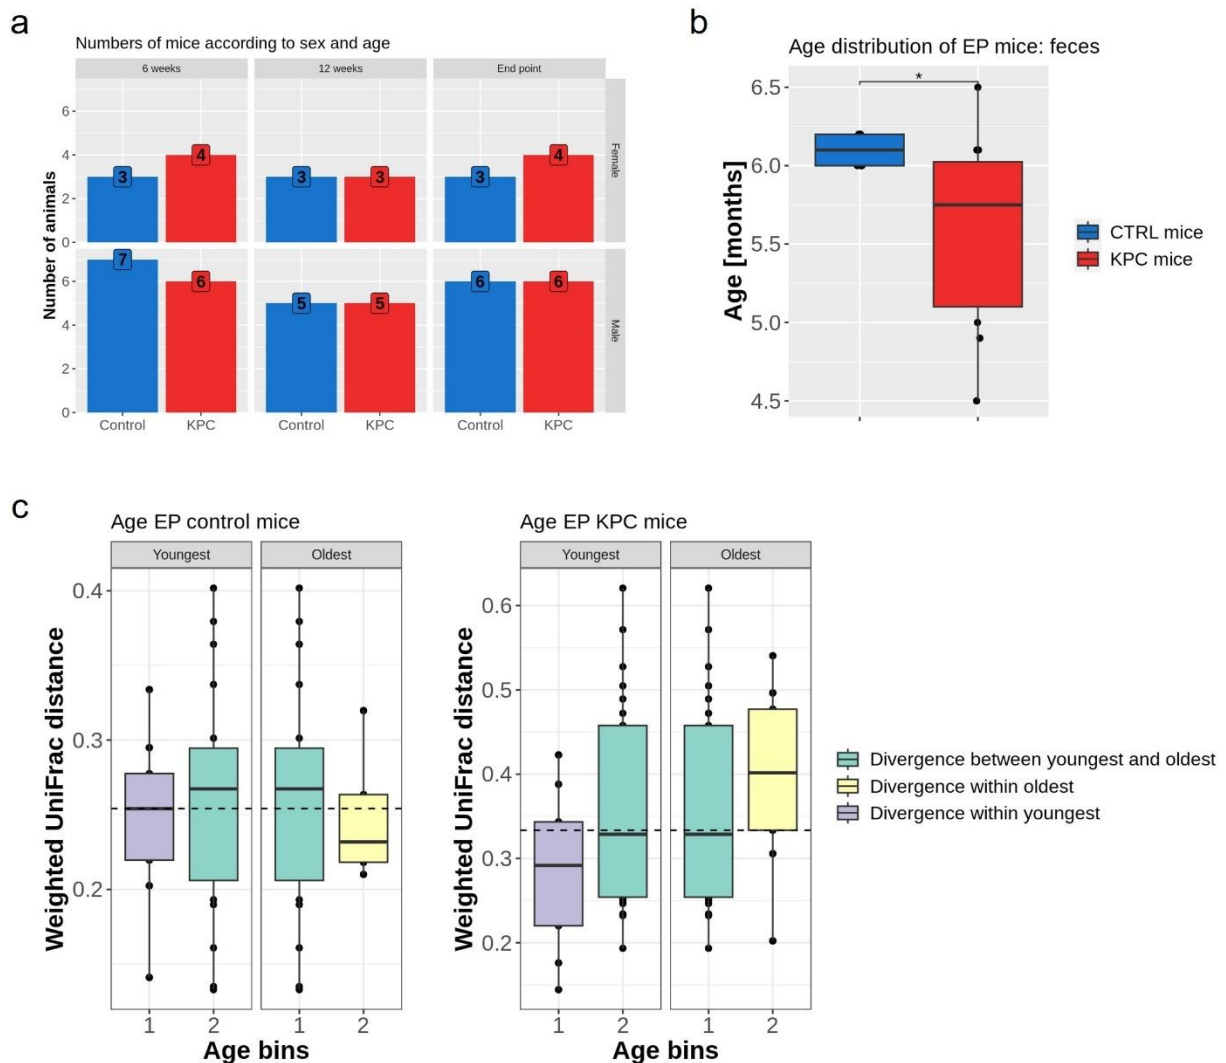 a
Numbers of mice according to sex and age
6 weeks 12 weeks End point
Number of animals
6
4
2
0
3 4 3 3 3 4
Female
6
4
2
0
7 6 5 5 6 6
Male
Control KPC Control KPC Control KPC
b
Age distribution of EP mice: feces
Age [months]
6.5
6.0
5.5
5.0
4.5
*
CTRL mice
KPC mice
c
Age EP control mice
Youngest Oldest
Weighted UniFrac distance
0.4
0.3
0.2
1 2 1 2
Age bins
Age EP KPC mice
Youngest Oldest
Weighted UniFrac distance
0.6
0.5
0.4
0.3
0.2
1 2 1 2
Age bins
Divergence between youngest and oldest
Divergence within oldest
Divergence within youngest